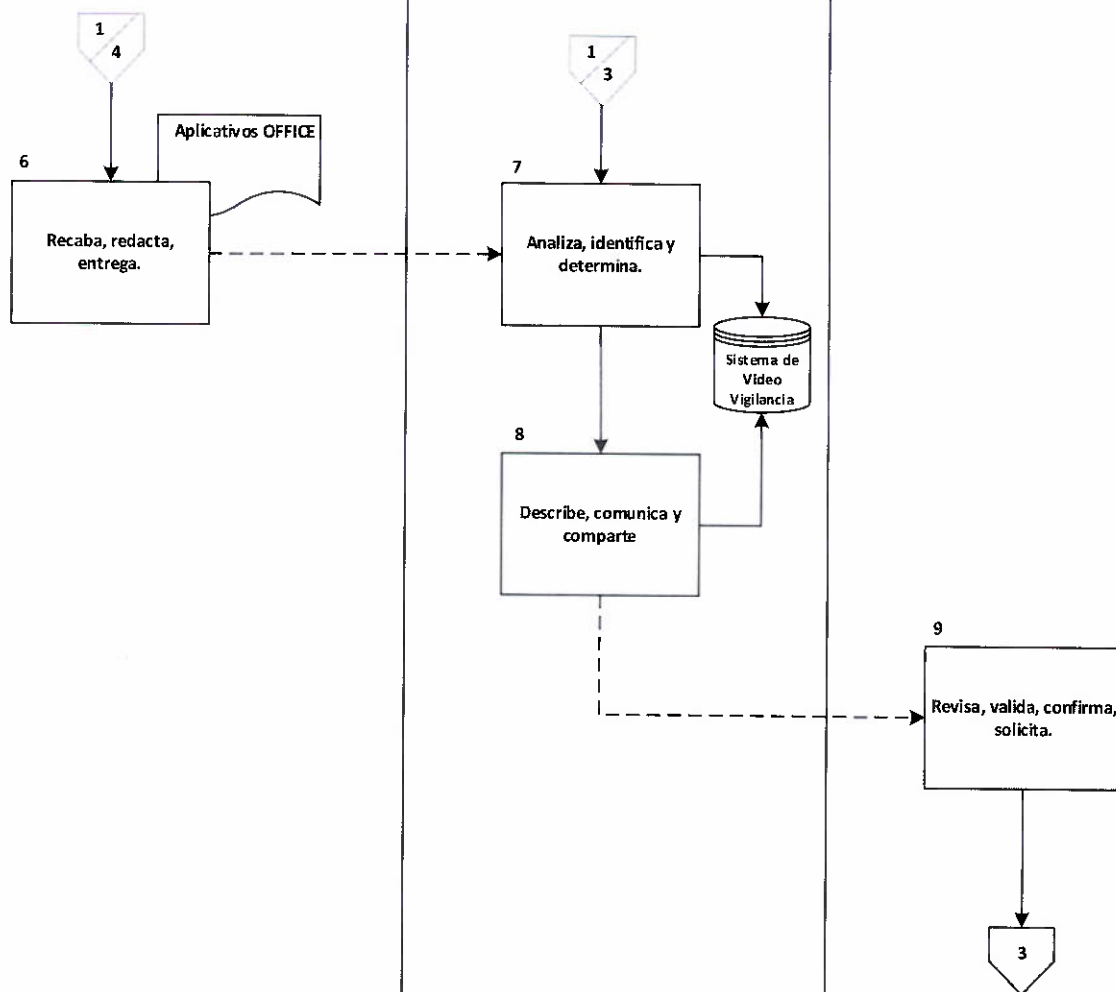 1
4
1
3
Aplicativos OFFICE
6
Recaba, redacta,
entrega.
7
Analiza, identifica y
determina.
Sistema de
Video
Vigilancia
8
Describe, comunica y
comparte
9
Revisa, valida, confirma,
solicita.
3